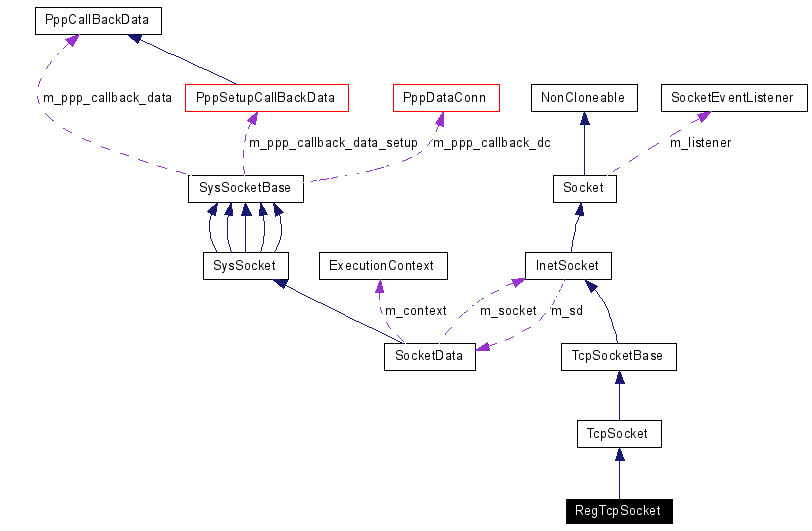 PppCallBackData
PppSetupCallBackData
PppDataConn
NonCloneable
SocketEventListener
m_ppp_callback_data
m_ppp_callback_data_setup
m_ppp_callback_dc
m_listener
SysSocketBase
Socket
SysSocket
ExecutionContext
InetSocket
m_context
m_socket
m_sd
SocketData
TcpSocketBase
TcpSocket
RegTcpSocket